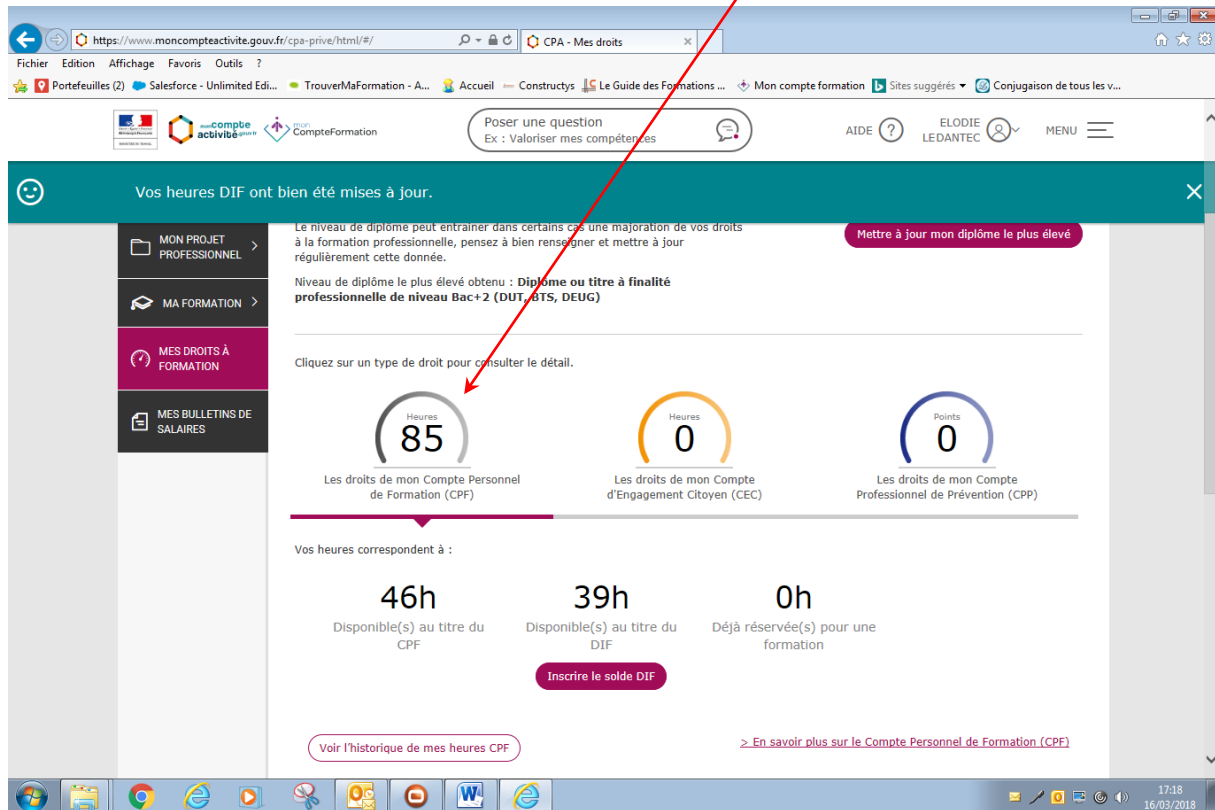 https://www.moncompteactivite.gouv.fr/cpa-prive/html/#/
CPA - Mes droits
Fichier Edition Affichage Favoris Outils ?
Portefeuilles (2) Salesforce - Unlimited Edi... TrouverMaFormation - A... Accueil Constructys Le Guide des Formations ... Mon compte formation Sites suggérés Conjugaison de tous les v...
mon compte activité.gouv.fr
mon CompteFormation
Poser une question
Ex : Valoriser mes compétences
AIDE ? ELODIE LEDANTEC MENU
Vos heures DIF ont bien été mises à jour.
MON PROJET PROFESSIONNEL
MA FORMATION
MES DROITS À FORMATION
MES BULLETINS DE SALAIRES
Le niveau de diplôme peut entrainer dans certains cas une majoration de vos droits
à la formation professionnelle, pensez à bien renseigner et mettre à jour
régulièrement cette donnée.
Mettre à jour mon diplôme le plus élevé
Niveau de diplôme le plus élevé obtenu : Diplôme ou titre à finalité
professionnelle de niveau Bac+2 (DUT, BTS, DEUG)
Cliquez sur un type de droit pour consulter le détail.
Heures
85
Les droits de mon Compte Personnel
de Formation (CPF)
Heures
0
Les droits de mon Compte
d'Engagement Citoyen (CEC)
Points
0
Les droits de mon Compte
Professionnel de Prévention (CPP)
Vos heures correspondent à :
46h
Disponible(s) au titre du
CPF
39h
Disponible(s) au titre du
DIF
0h
Déjà réservée(s) pour une
formation
Inscrire le solde DIF
Voir l'historique de mes heures CPF
> En savoir plus sur le Compte Personnel de Formation (CPF)
17:18
16/03/2018